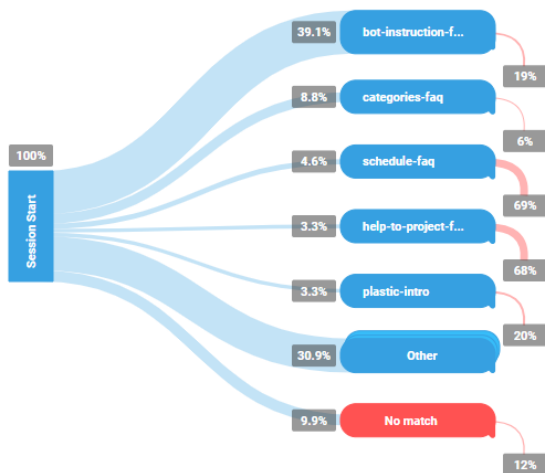 39.1%
bot-instruction-f...
19%
8.8%
categories-faq
6%
100%
Session Start
4.6%
schedule-faq
69%
3.3%
help-to-project-f...
68%
3.3%
plastic-intro
20%
30.9%
Other
9.9%
No match
12%